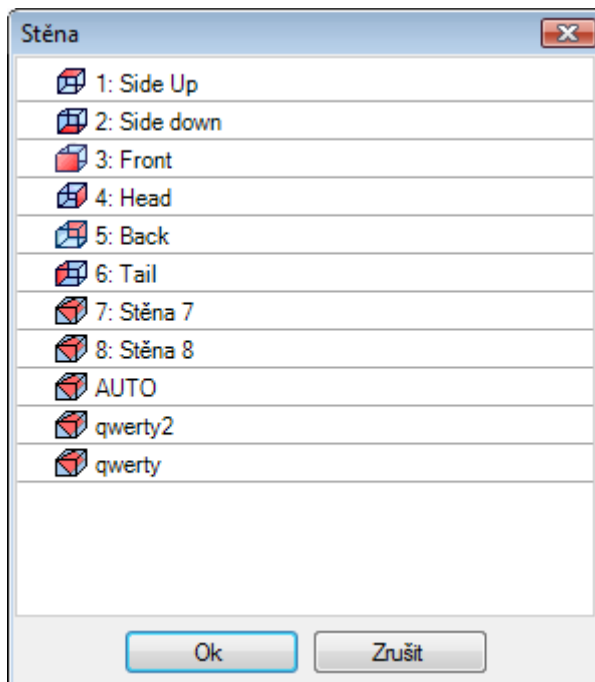 Stěna
1: Side Up
2: Side down
3: Front
4: Head
5: Back
6: Tail
7: Stěna 7
8: Stěna 8
AUTO
qwerty2
qwerty
Ok Zrušit